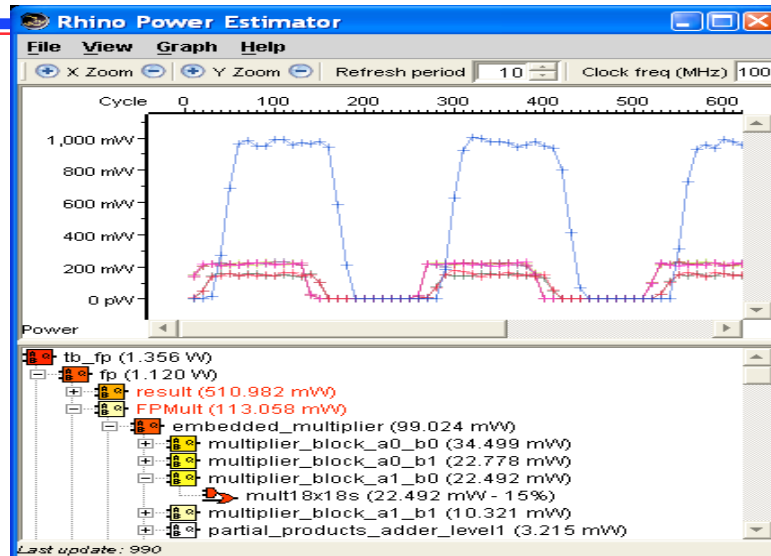 Rhino Power Estimator
File View Graph Help
X Zoom Y Zoom Refresh period 10 Clock freq (MHz) 100
Cycle 0 100 200 300 400 500 600
1,000 mW
800 mW
600 mW
400 mW
200 mW
0 pW
Power
tb_fp (1.356 W)
fp (1.120 W)
result (510.982 mW)
FPMult (113.058 mW)
embedded_multiplier (99.024 mW)
multiplier_block_a0_b0 (34.499 mW)
multiplier_block_a0_b1 (22.778 mW)
multiplier_block_a1_b0 (22.492 mW)
mult18x18s (22.492 mW - 15%)
multiplier_block_a1_b1 (10.321 mW)
partial_products_adder_level1 (3.215 mW)
Last update: 990